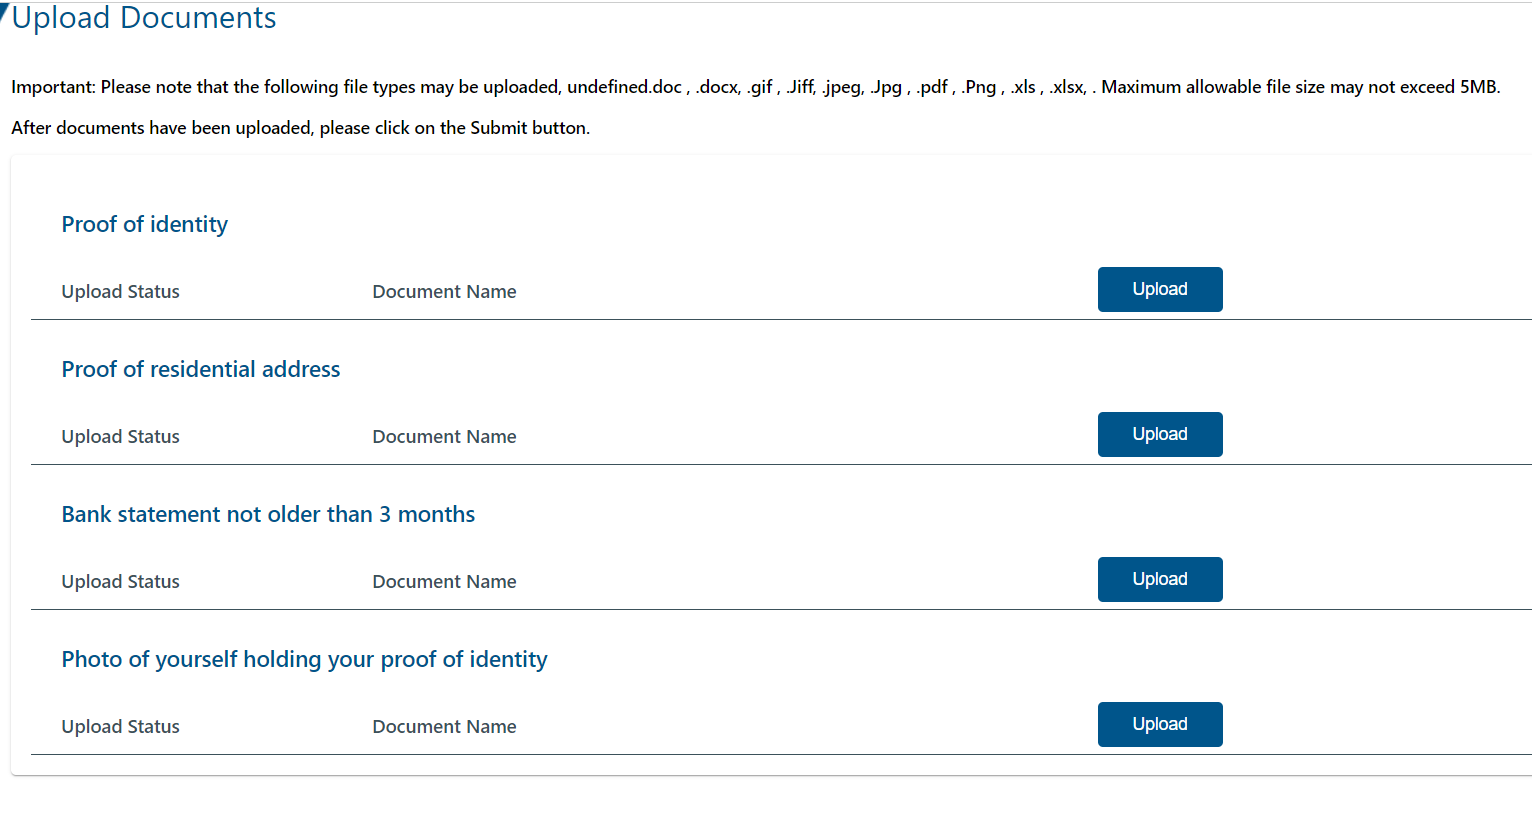 Upload Documents
Important: Please note that the following file types may be uploaded, undefined.doc , .docx, .gif , .Jiff, .jpeg, .Jpg , .pdf , .Png , .xls , .xlsx, . Maximum allowable file size may not exceed 5MB.
After documents have been uploaded, please click on the Submit button.
Proof of identity
Upload Status Document Name Upload
Proof of residential address
Upload Status Document Name Upload
Bank statement not older than 3 months
Upload Status Document Name Upload
Photo of yourself holding your proof of identity
Upload Status Document Name Upload